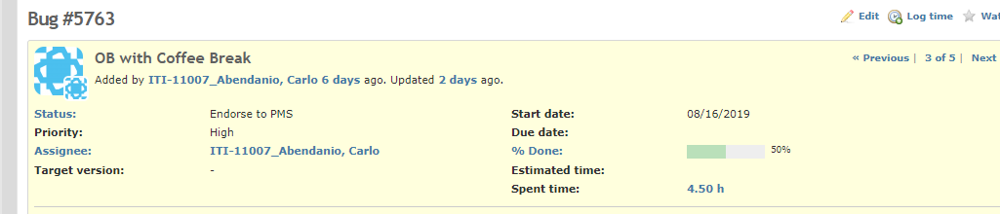 Bug #5763
Edit Log time Wat
OB with Coffee Break
« Previous | 3 of 5 | Next
Added by ITI-11007_Abendanio, Carlo 6 days ago. Updated 2 days ago.
Status: Endorse to PMS Start date: 08/16/2019
Priority: High Due date:
Assignee: ITI-11007_Abendanio, Carlo % Done: 50%
Target version: - Estimated time:
Spent time: 4.50 h